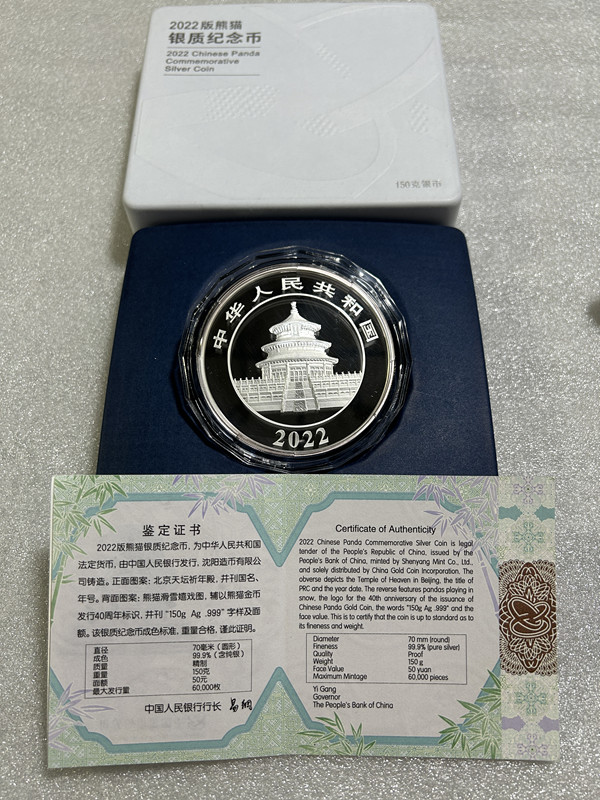 2022版熊猫
银质纪念币
2022 Chinese Panda
Commemorative
Silver Coin
150克银币
中华人民共和国
2022
鉴定证书
2022版熊猫银质纪念币，为中华人民共和国
法定货币，由中国人民银行发行，沈阳造币有限公
司铸造。正面图案：北京天坛祈年殿，并刊国名、
年号。背面图案：熊猫滑雪嬉戏图，辅以熊猫金币
发行40周年标识，并刊“150g Ag .999”字样及面
额。该银质纪念币成色标准，重量合格，谨此证明。
直径 70毫米（圆形）
成色 99.9%（含纯银）
质量 精制
重量 150克
面额 50元
最大发行量 60,000枚
中国人民银行行长 易纲
Certificate of Authenticity
2022 Chinese Panda Commemorative Silver Coin is legal
tender of the People's Republic of China, issued by the
People's Bank of China, minted by Shenyang Mint Co., Ltd.,
and solely distributed by China Gold Coin Incorporation. The
obverse depicts the Temple of Heaven in Beijing, the title of
PRC and the year date. The reverse features pandas playing in
snow, the logo for the 40th anniversary of the issuance of
Chinese Panda Gold Coin, the words "150g Ag .999" and the
face value. This is to certify that the coin is up to standard as to
its fineness and weight.
Diameter 70 mm (round)
Fineness 99.9% (pure silver)
Quality Proof
Weight 150 g
Face Value 50 yuan
Maximum Mintage 60,000 pieces
Yi Gang
Governor
The People's Bank of China